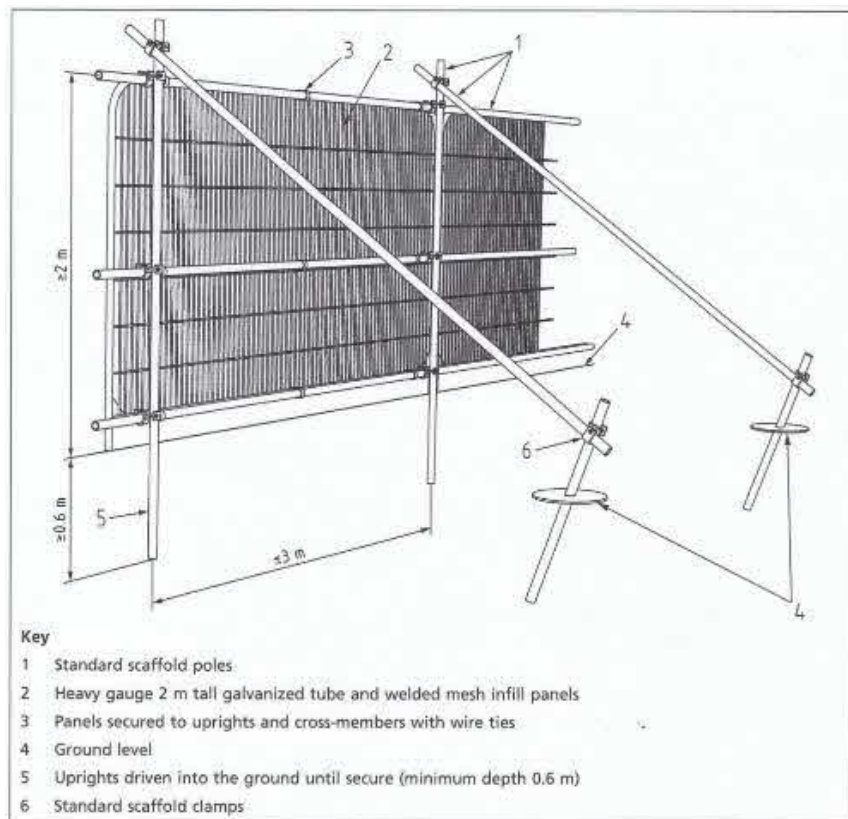 1
3
2
4
≥2 m
6
5
≥0.6 m
≤3 m
4
Key
1 Standard scaffold poles
2 Heavy gauge 2 m tall galvanized tube and welded mesh infill panels
3 Panels secured to uprights and cross-members with wire ties
4 Ground level
5 Uprights driven into the ground until secure (minimum depth 0.6 m)
6 Standard scaffold clamps